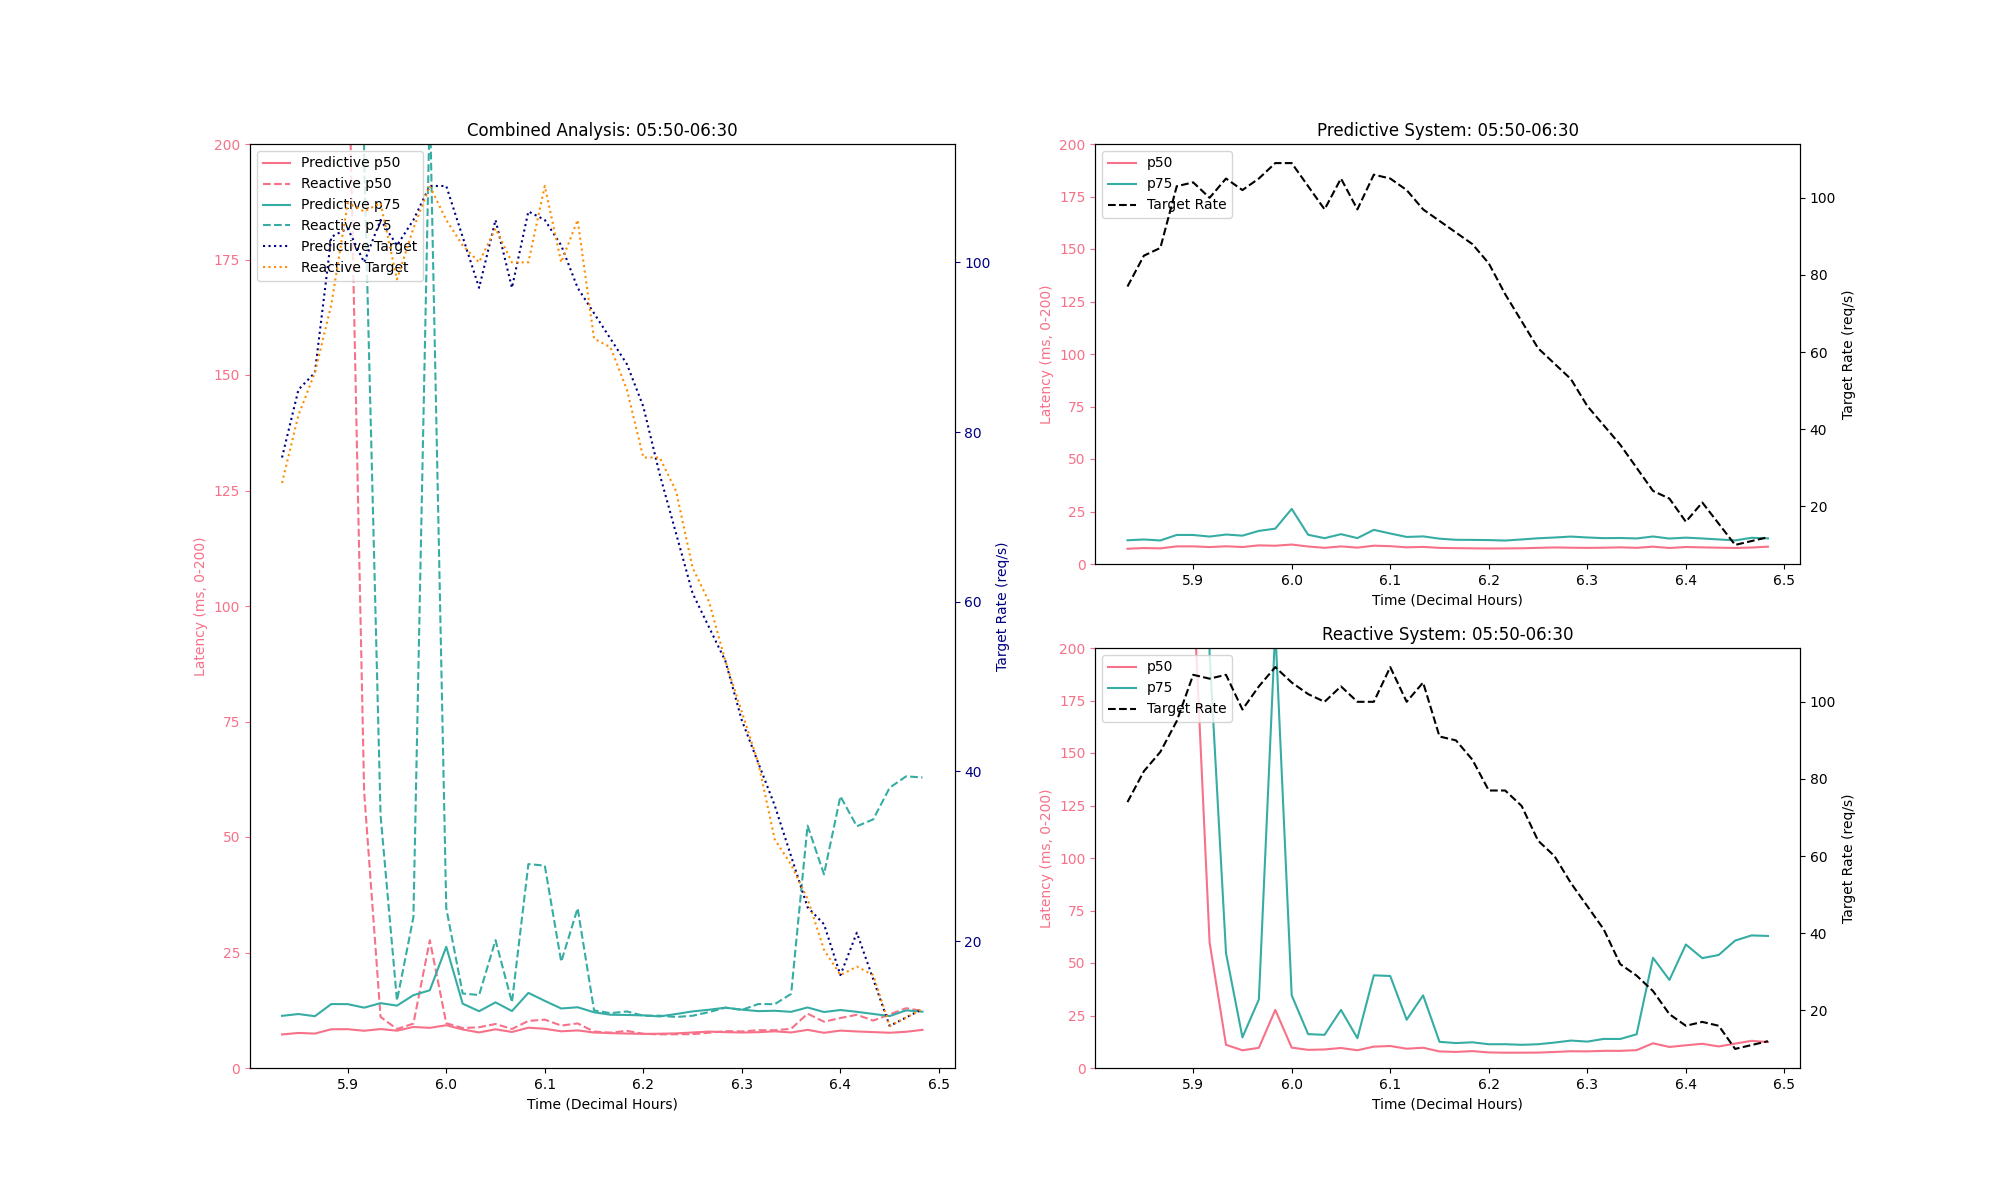 Combined Analysis: 05:50-06:30
200
175
150
125
100
75
50
25
0
Latency (ms, 0-200)
Predictive p50
Reactive p50
Predictive p75
Reactive p75
Predictive Target
Reactive Target
100
80
60
40
20
Target Rate (req/s)
5.9 6.0 6.1 6.2 6.3 6.4 6.5
Time (Decimal Hours)
Predictive System: 05:50-06:30
200
175
150
125
100
75
50
25
0
Latency (ms, 0-200)
p50
p75
Target Rate
100
80
60
40
20
Target Rate (req/s)
5.9 6.0 6.1 6.2 6.3 6.4 6.5
Time (Decimal Hours)
Reactive System: 05:50-06:30
200
175
150
125
100
75
50
25
0
Latency (ms, 0-200)
p50
p75
Target Rate
100
80
60
40
20
Target Rate (req/s)
5.9 6.0 6.1 6.2 6.3 6.4 6.5
Time (Decimal Hours)